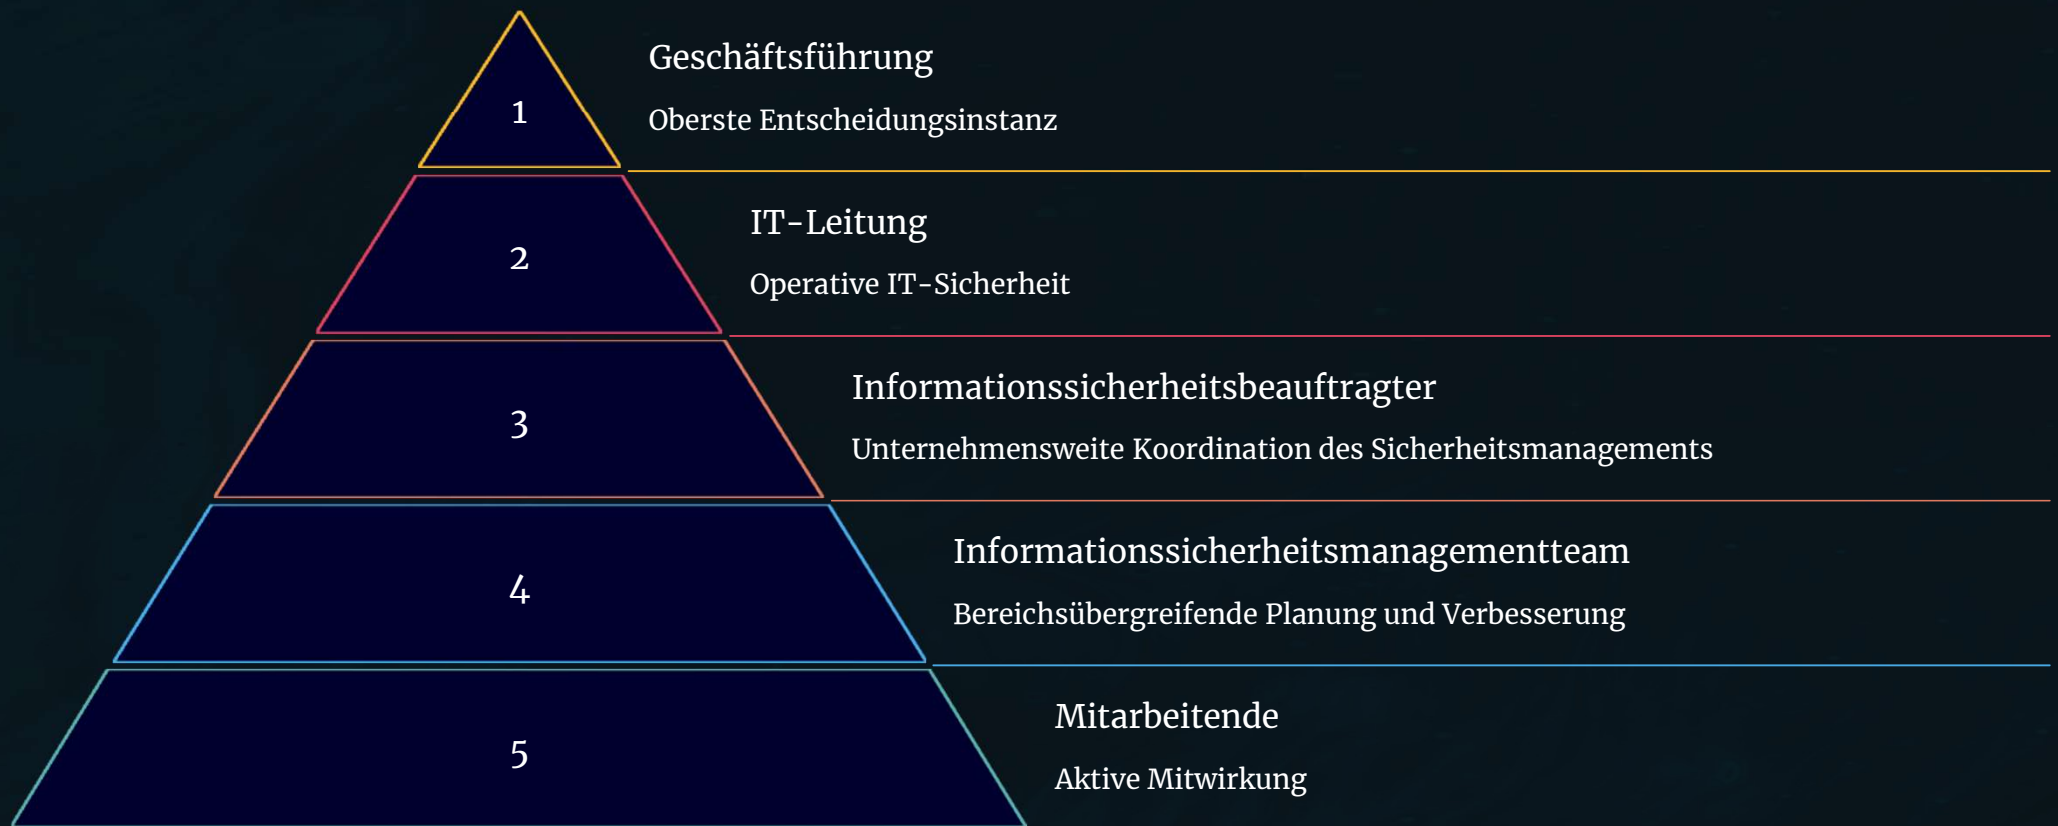 1
Geschäftsführung
Oberste Entscheidungsinstanz
2
IT-Leitung
Operative IT-Sicherheit
3
Informationssicherheitsbeauftragter
Unternehmensweite Koordination des Sicherheitsmanagements
4
Informationssicherheitsmanagementteam
Bereichsübergreifende Planung und Verbesserung
5
Mitarbeitende
Aktive Mitwirkung